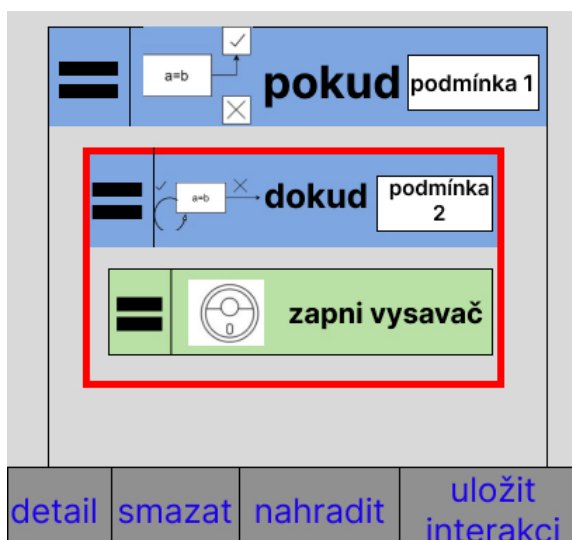 a=b
pokud
podmínka 1
a=b
dokud
podmínka
2
0
zapni vysavač
detail
smazat
nahradit
uložit
interakci